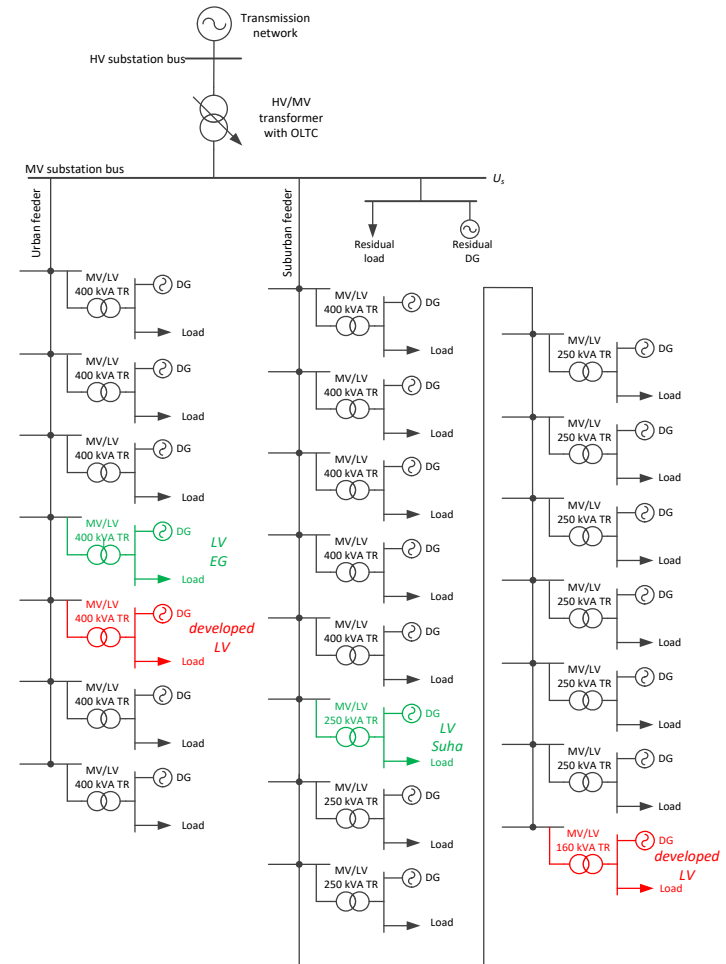 Transmission
network
HV substation bus
HV/MV
transformer
with OLTC
MV substation bus
Us
Urban feeder
Suburban feeder
Residual
load
Residual
DG
MV/LV
400 kVA TR
DG
Load
MV/LV
400 kVA TR
DG
Load
MV/LV
400 kVA TR
DG
Load
MV/LV
400 kVA TR
DG
Load
LV
EG
MV/LV
400 kVA TR
DG
Load
developed
LV
MV/LV
400 kVA TR
DG
Load
MV/LV
400 kVA TR
DG
Load
MV/LV
400 kVA TR
DG
Load
MV/LV
400 kVA TR
DG
Load
MV/LV
400 kVA TR
DG
Load
MV/LV
400 kVA TR
DG
Load
MV/LV
400 kVA TR
DG
Load
MV/LV
250 kVA TR
DG
Load
LV
Suha
MV/LV
250 kVA TR
DG
Load
MV/LV
250 kVA TR
DG
Load
MV/LV
250 kVA TR
DG
Load
MV/LV
250 kVA TR
DG
Load
MV/LV
250 kVA TR
DG
Load
MV/LV
250 kVA TR
DG
Load
MV/LV
250 kVA TR
DG
Load
MV/LV
250 kVA TR
DG
Load
MV/LV
160 kVA TR
DG
Load
developed
LV